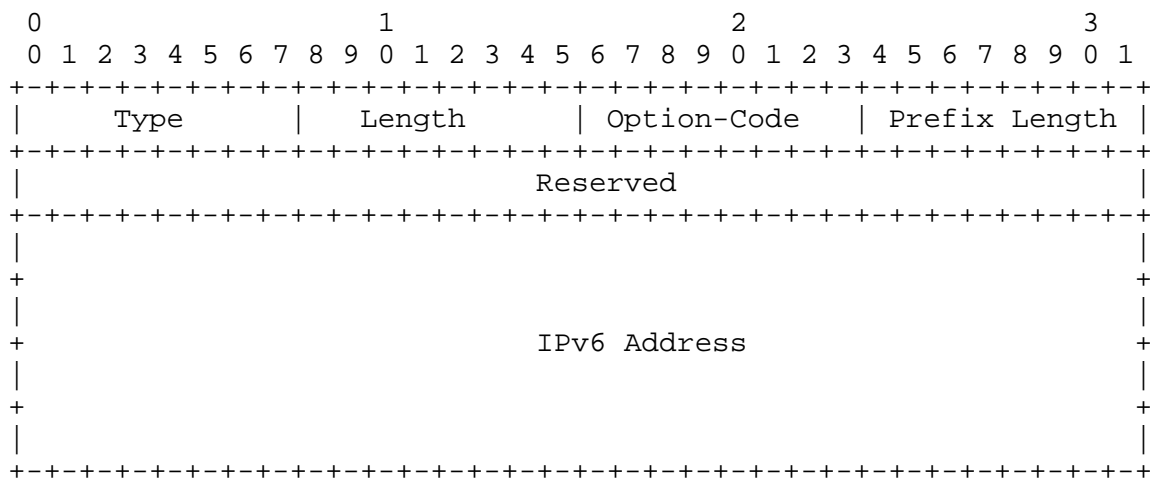 0                   1                   2                   3
0 1 2 3 4 5 6 7 8 9 0 1 2 3 4 5 6 7 8 9 0 1 2 3 4 5 6 7 8 9 0 1
+-+-+-+-+-+-+-+-+-+-+-+-+-+-+-+-+-+-+-+-+-+-+-+-+-+-+-+-+-+-+-+-+
|     Type      |   Length      | Option-Code   | Prefix Length |
+-+-+-+-+-+-+-+-+-+-+-+-+-+-+-+-+-+-+-+-+-+-+-+-+-+-+-+-+-+-+-+-+
|                             Reserved                          |
+-+-+-+-+-+-+-+-+-+-+-+-+-+-+-+-+-+-+-+-+-+-+-+-+-+-+-+-+-+-+-+-+
|                                                               |
+                                                               +
|                                                               |
+                             IPv6 Address                      +
|                                                               |
+                                                               +
|                                                               |
+-+-+-+-+-+-+-+-+-+-+-+-+-+-+-+-+-+-+-+-+-+-+-+-+-+-+-+-+-+-+-+-+